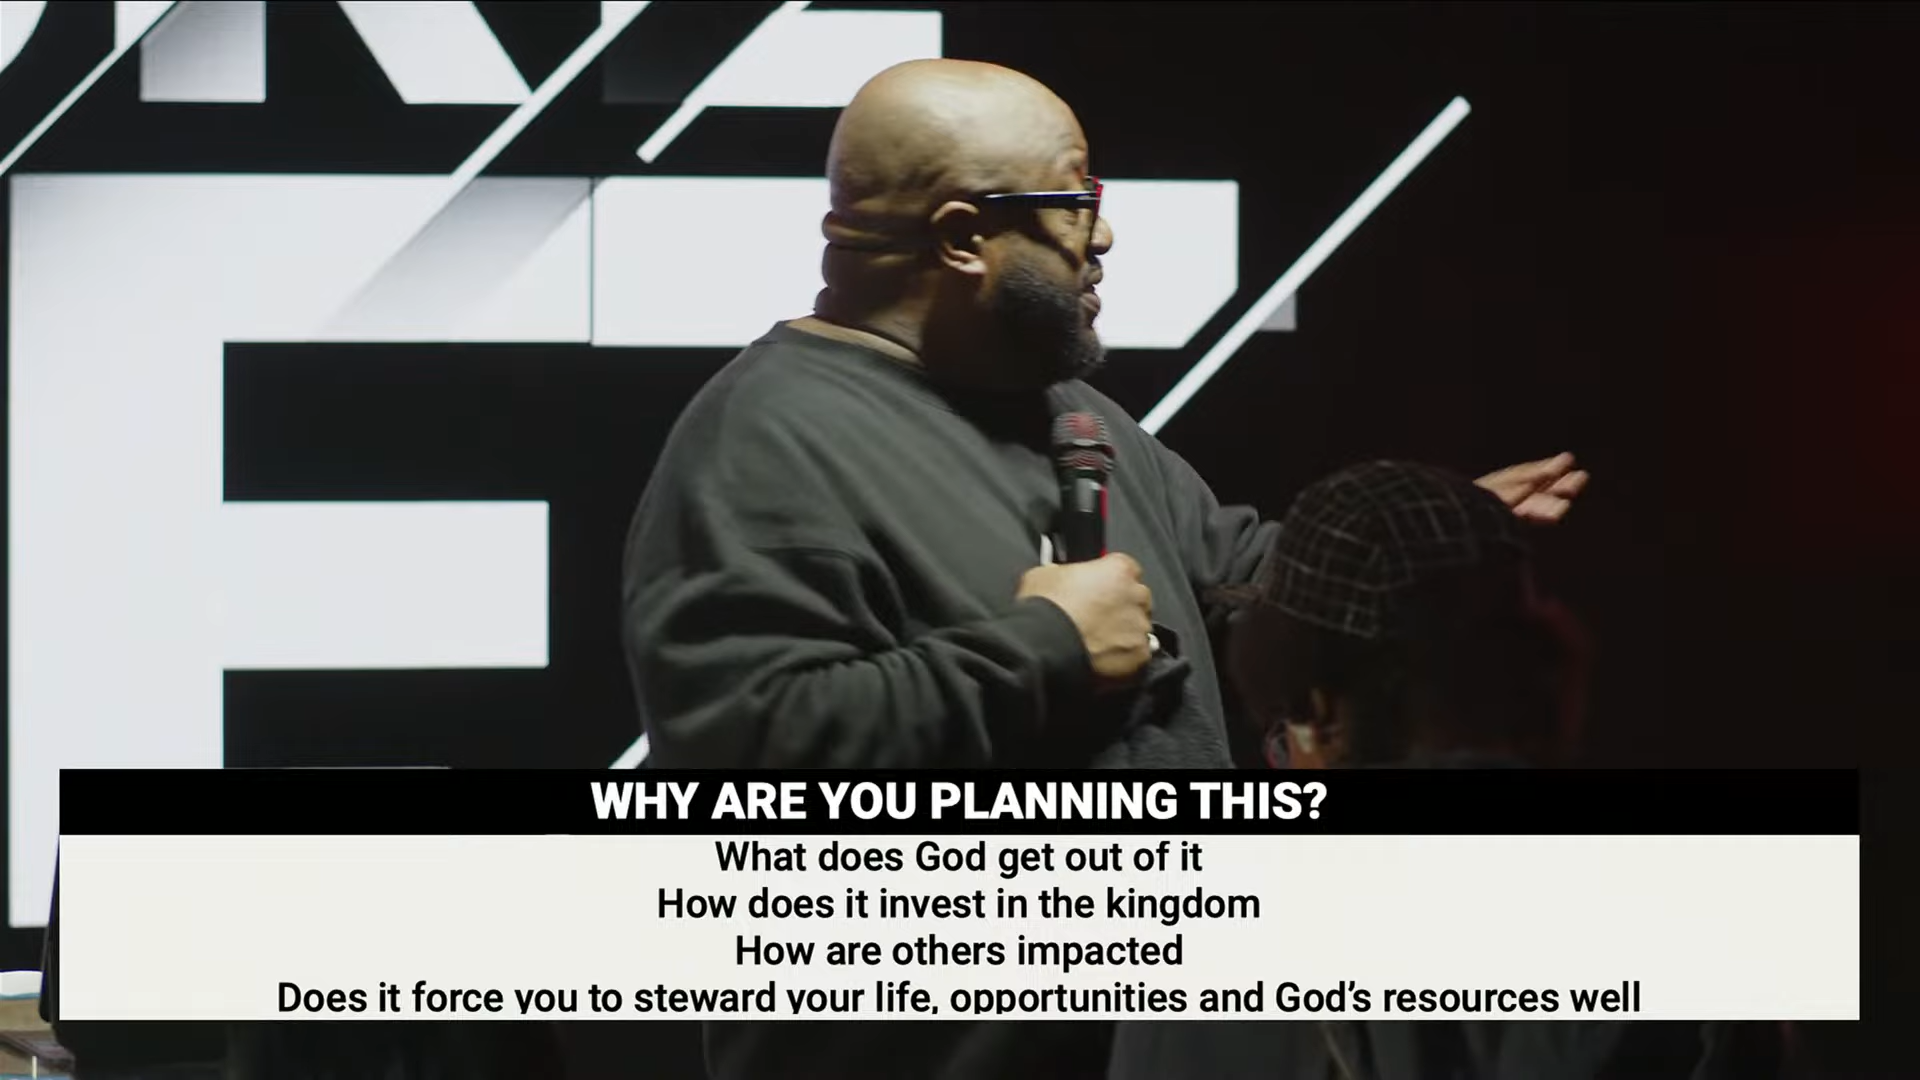 WHY ARE YOU PLANNING THIS?
What does God get out of it
How does it invest in the kingdom
How are others impacted
Does it force you to steward your life, opportunities and God’s resources well